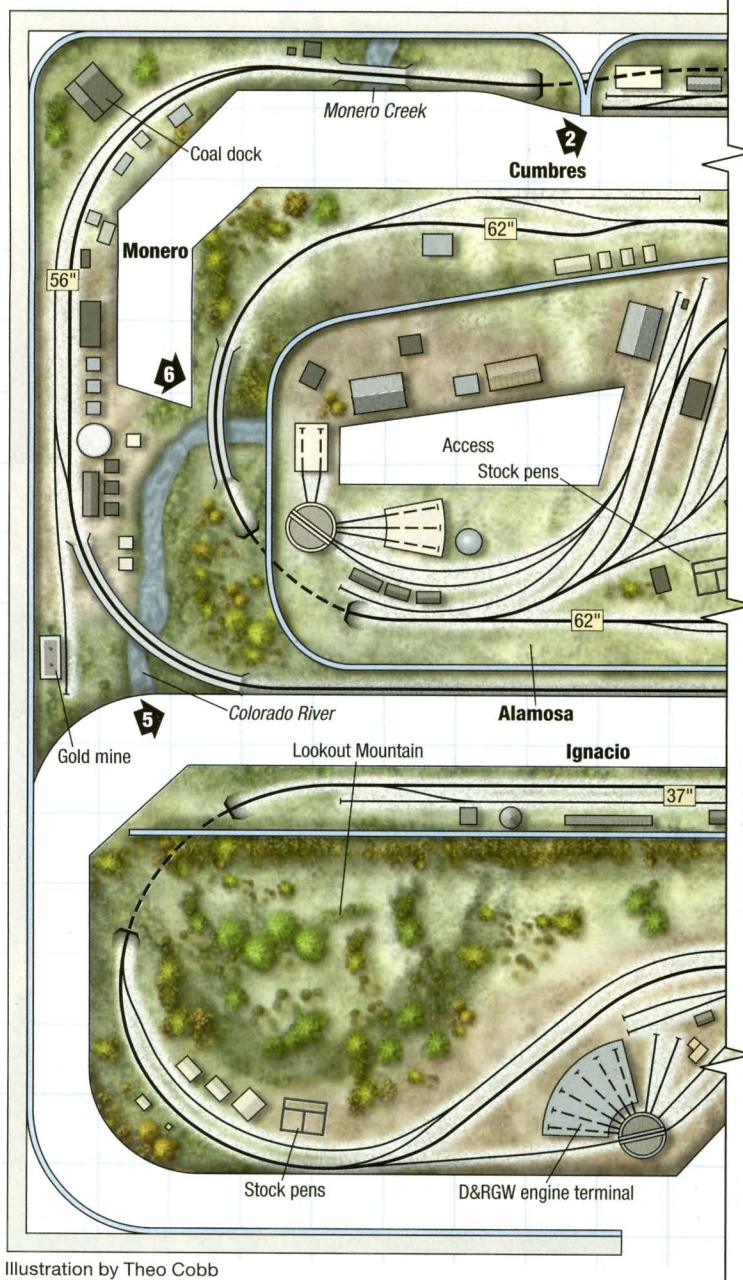 Monero Creek
2
Coal dock
Cumbres
62"
Monero
56"
6
Access
Stock pens
62"
Colorado River
Alamosa
5
Gold mine
Lookout Mountain
Ignacio
37"
Stock pens
D&RGW engine terminal
Illustration by Theo Cobb